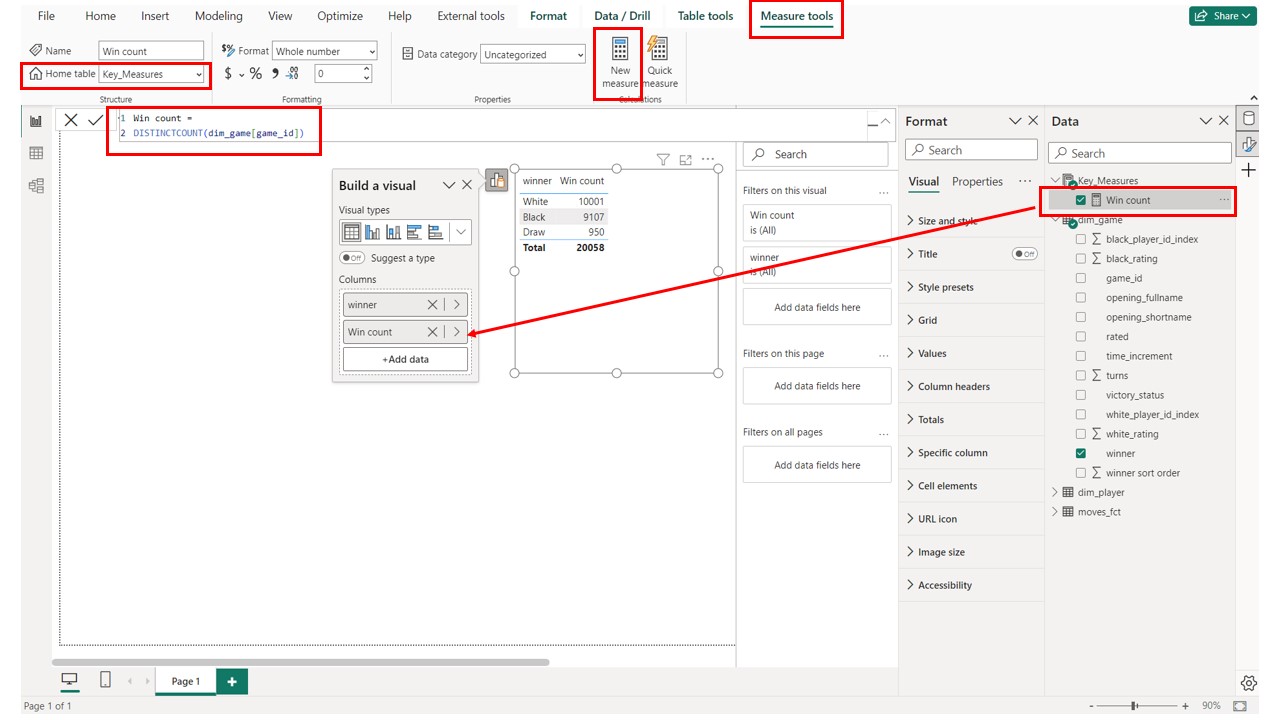 File Home Insert Modeling View Optimize Help External tools Format Data / Drill Table tools Measure tools Share
Name Win count
Home table Key_Measures
Structure
Format Whole number
$ % 0
Formatting
Data category Uncategorized
Properties
New measure
Quick measure
Calculations
1 Win count =
2 DISTINCTCOUNT(dim_game[game_id])
Build a visual
Visual types
Off Suggest a type
Columns
winner
Win count
+Add data
winner Win count
White 10001
Black 9107
Draw 950
Total 20058
Search
Filters on this visual ...
Win count
is (All)
winner
is (All)
Add data fields here
Filters on this page ...
Add data fields here
Filters on all pages ...
Add data fields here
Format
Search
Visual Properties ...
Size and style
Title Off
Style presets
Grid
Values
Column headers
Totals
Specific column
Cell elements
URL icon
Image size
Accessibility
Data
Search
Key_Measures
Win count ...
dim_game
black_player_id_index
black_rating
game_id
opening_fullname
opening_shortname
rated
time_increment
turns
victory_status
white_player_id_index
white_rating
winner
winner sort order
dim_player
moves_fct
Page 1
Page 1 of 1
- + 90%